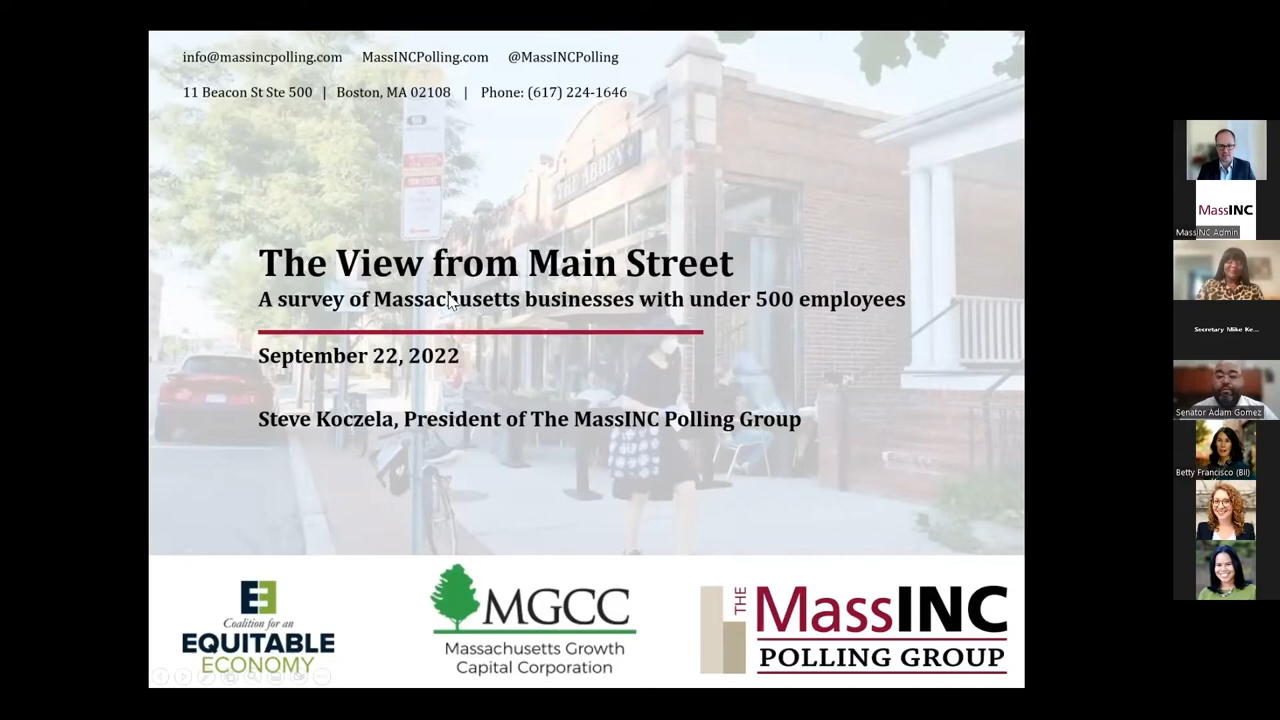 info@massincpolling.com MassINCPolling.com @MassINCPolling
11 Beacon St Ste 500 | Boston, MA 02108 | Phone: (617) 224-1646
THE ABBEY
The View from Main Street
A survey of Massachusetts businesses with under 500 employees
September 22, 2022
Steve Koczela, President of The MassINC Polling Group
Coalition for an
EQUITABLE
ECONOMY
MGCC
Massachusetts Growth
Capital Corporation
THE
MassINC
POLLING GROUP
MassINC
MassINC Admin
Secretary Mike Ke...
Senator Adam Gomez
Betty Francisco (BII)